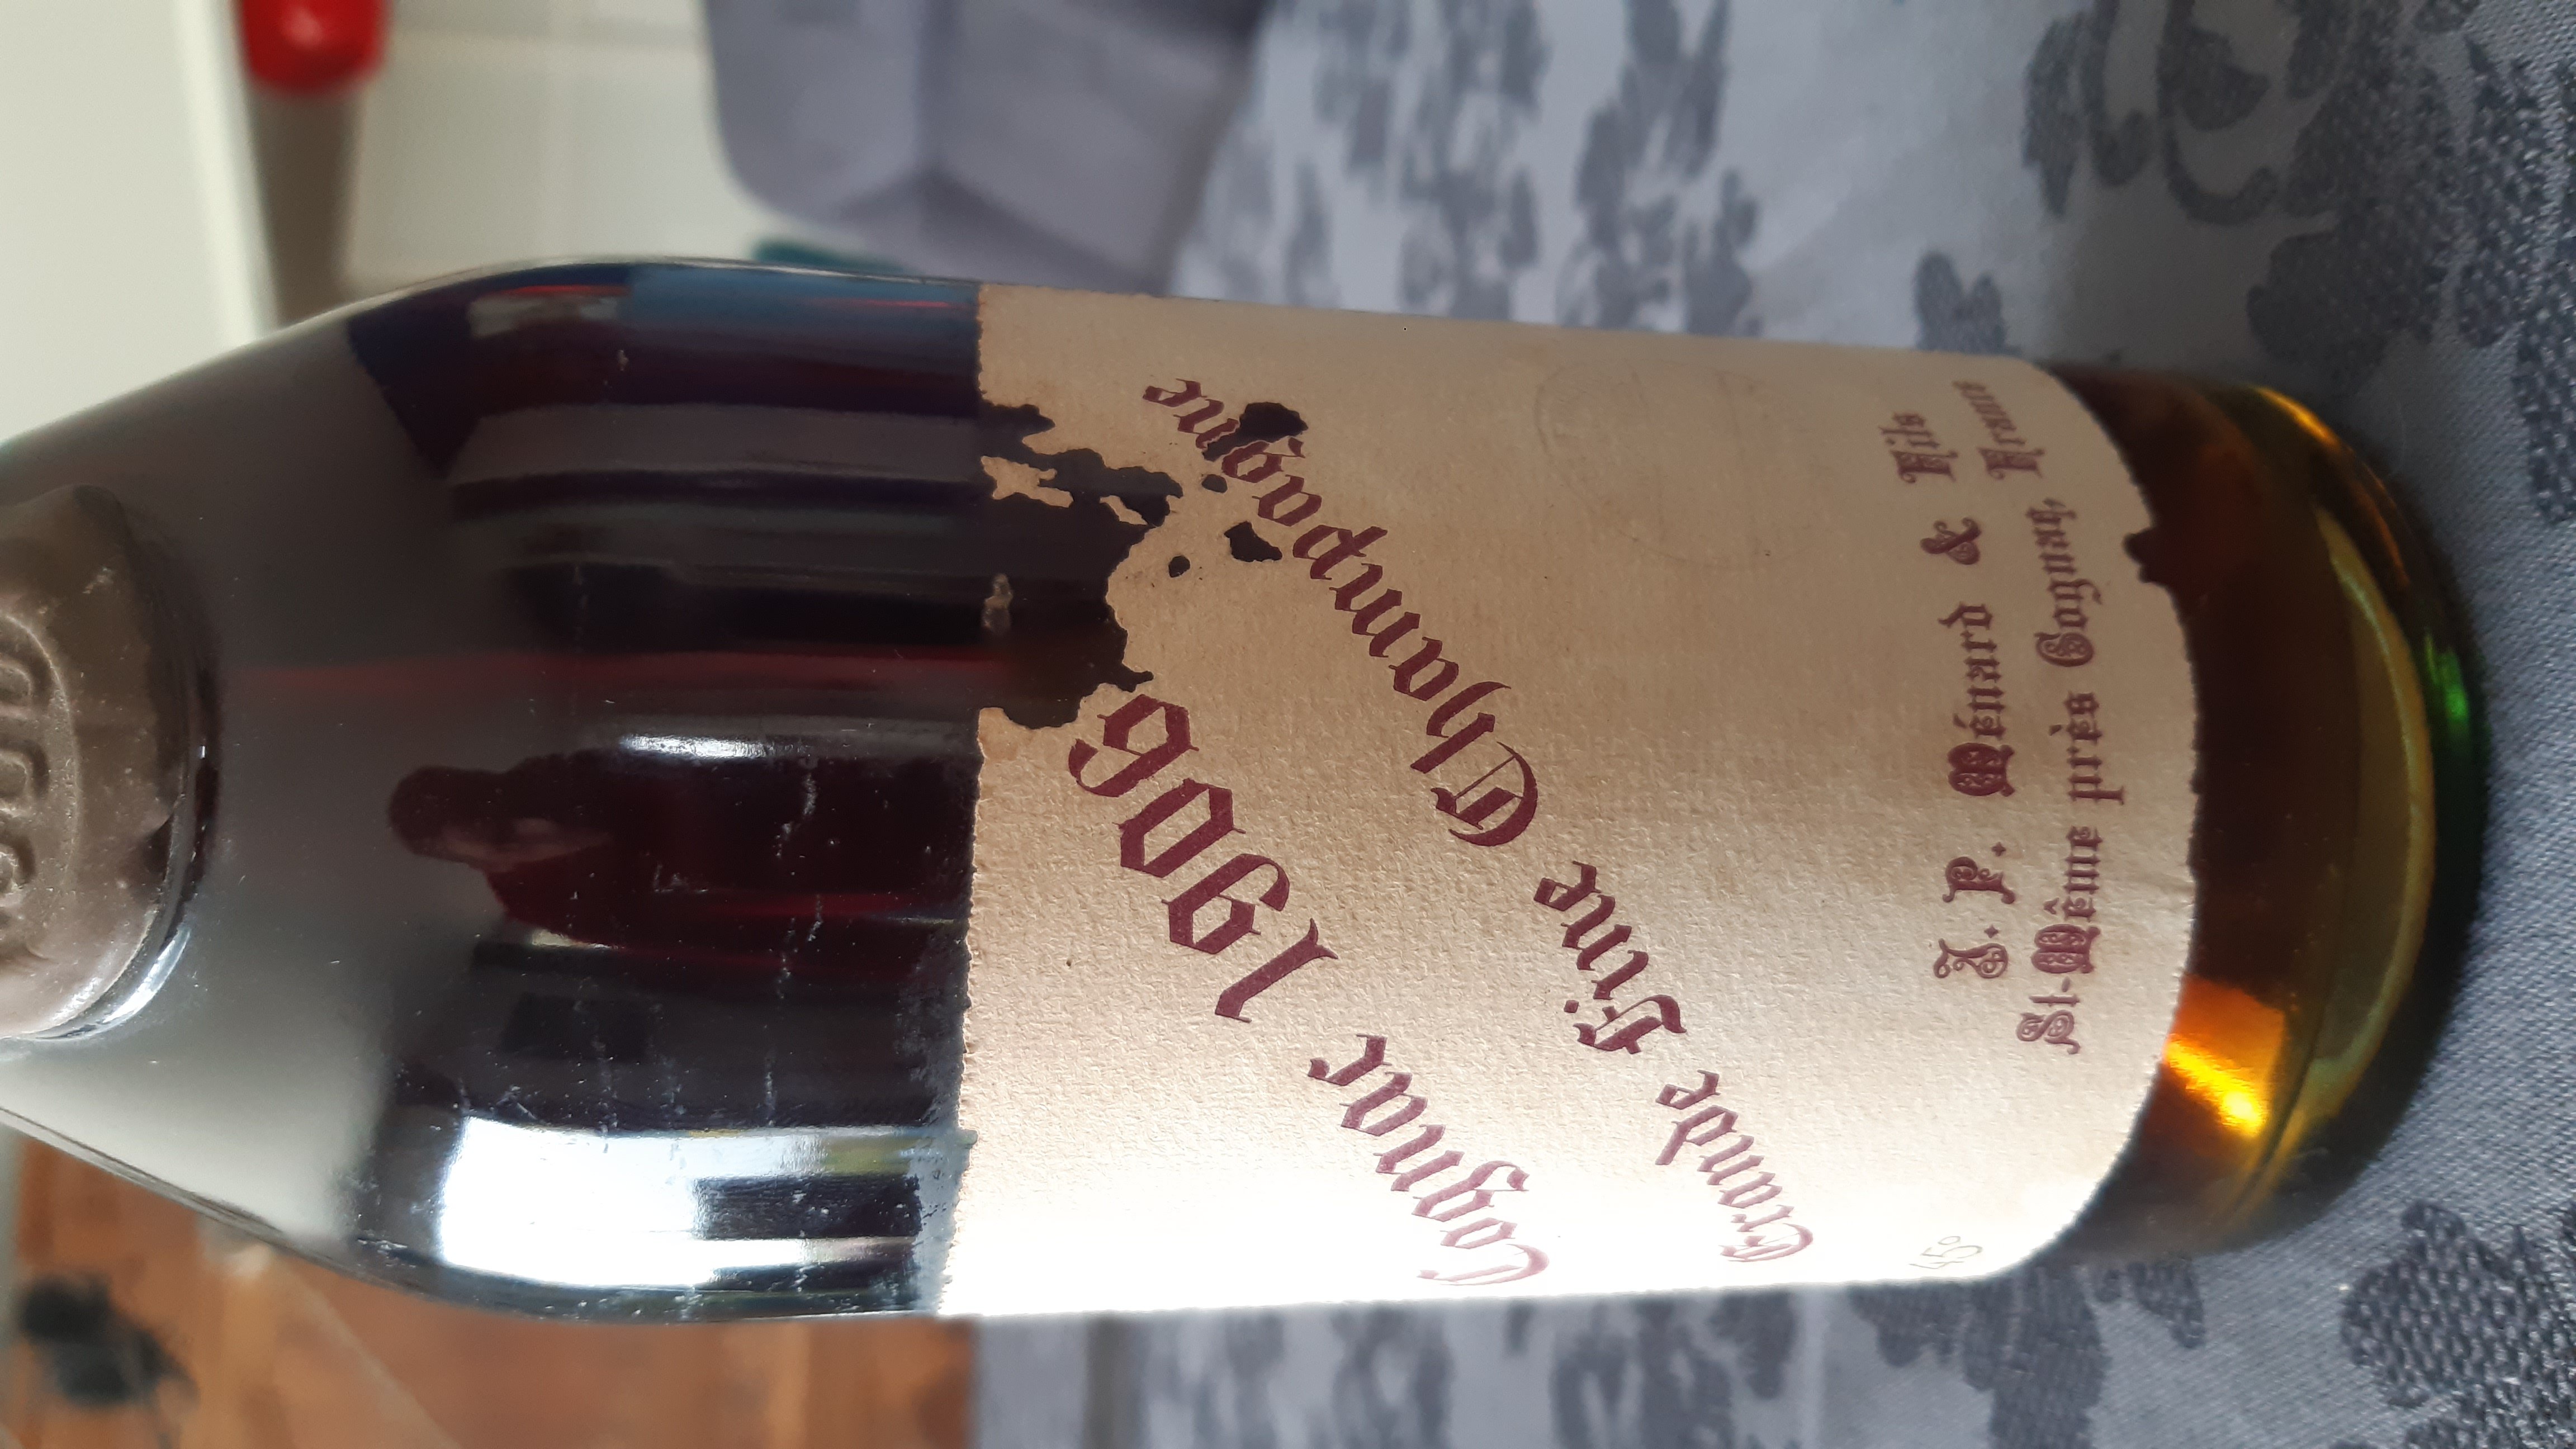 Cognac 1906
Grande Fine Champagne
J. P. Ménard & Fils
St-Même près Cognac, France
45°